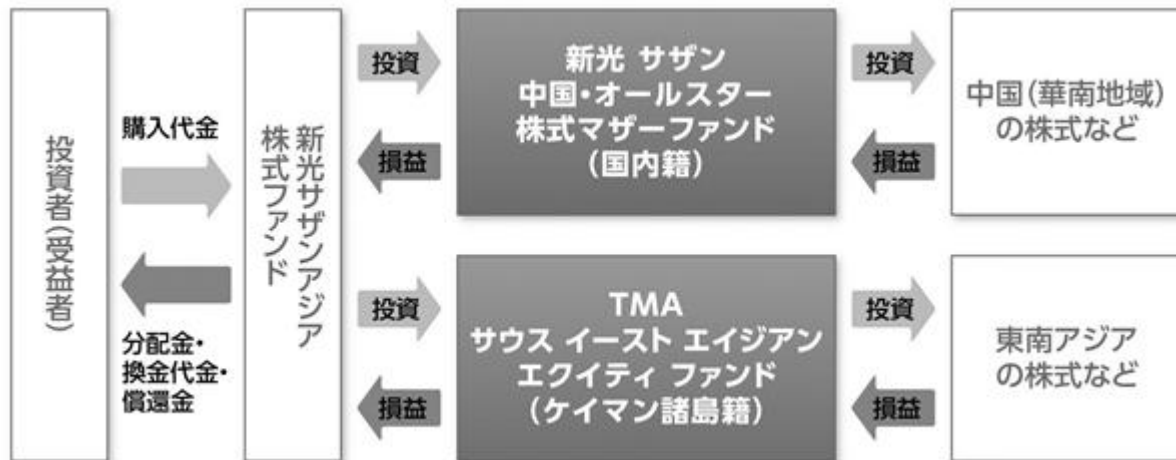 投資者(受益者)
購入代金
分配金・
換金代金・
償還金
新光サザンアジア
株式ファンド
投資
損益
新光 サザン
中国・オールスター
株式マザーファンド
(国内籍)
投資
損益
中国(華南地域)
の株式など
投資
損益
TMA
サウス イースト エイジアン
エクイティ ファンド
(ケイマン諸島籍)
投資
損益
東南アジア
の株式など